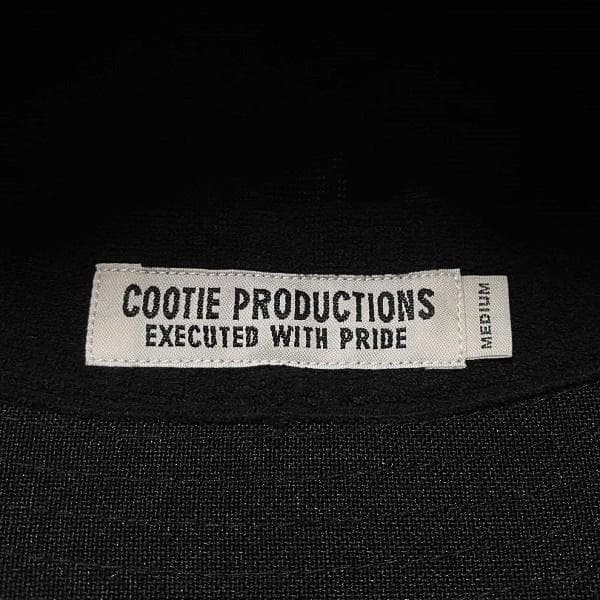 COOTIE PRODUCTIONS
EXECUTED WITH PRIDE
MEDIUM